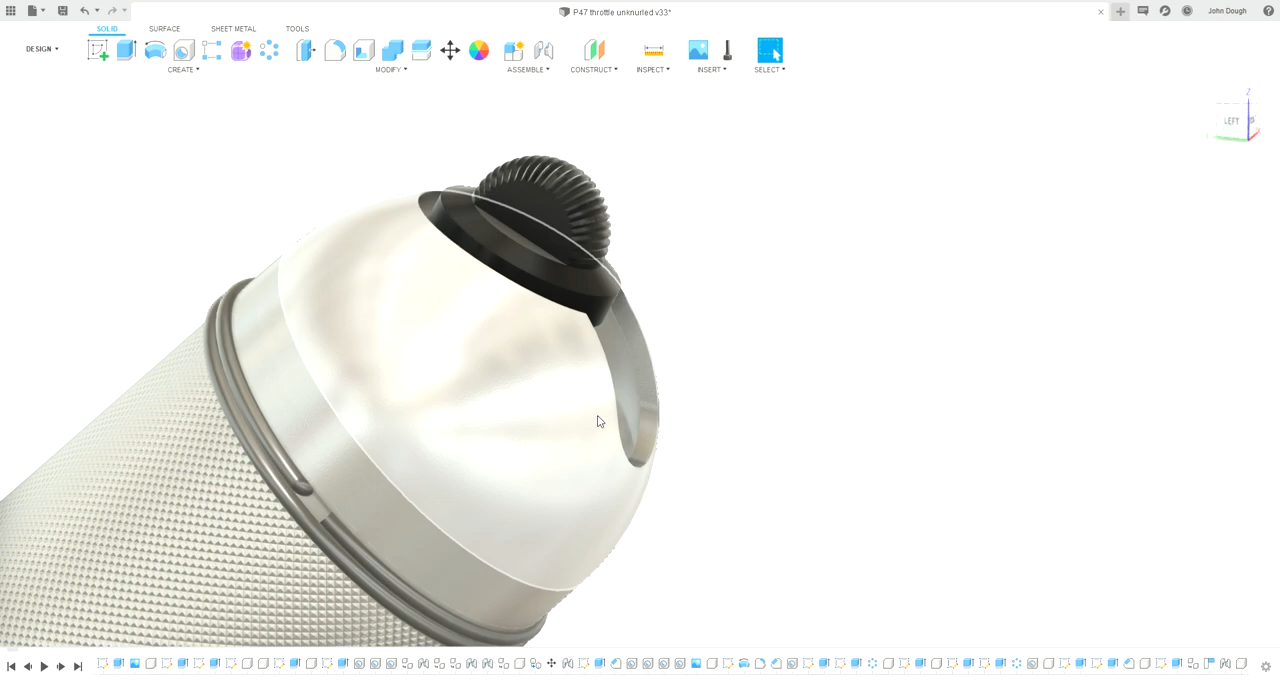 P47 throttle unknurled v33*
John Dough
SOLID SURFACE SHEET METAL TOOLS
DESIGN
CREATE MODIFY ASSEMBLE CONSTRUCT INSPECT INSERT SELECT
Z
LEFT
X